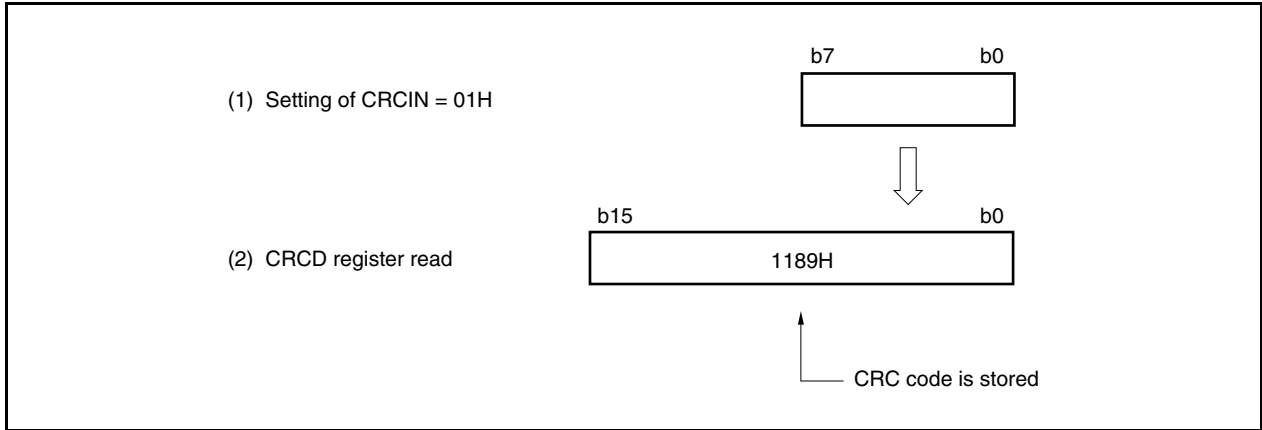 b7 b0
(1) Setting of CRCIN = 01H
b15 b0
(2) CRCD register read 1189H
CRC code is stored